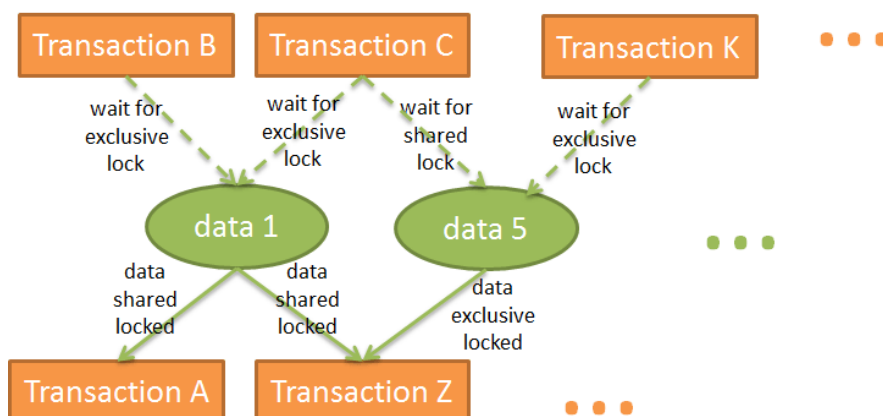 Transaction B
Transaction C
Transaction K
wait for
exclusive
lock
wait for
exclusive
lock
wait for
shared
lock
wait for
exclusive
lock
data 1
data 5
data
shared
locked
data
shared
locked
data
exclusive
locked
Transaction A
Transaction Z